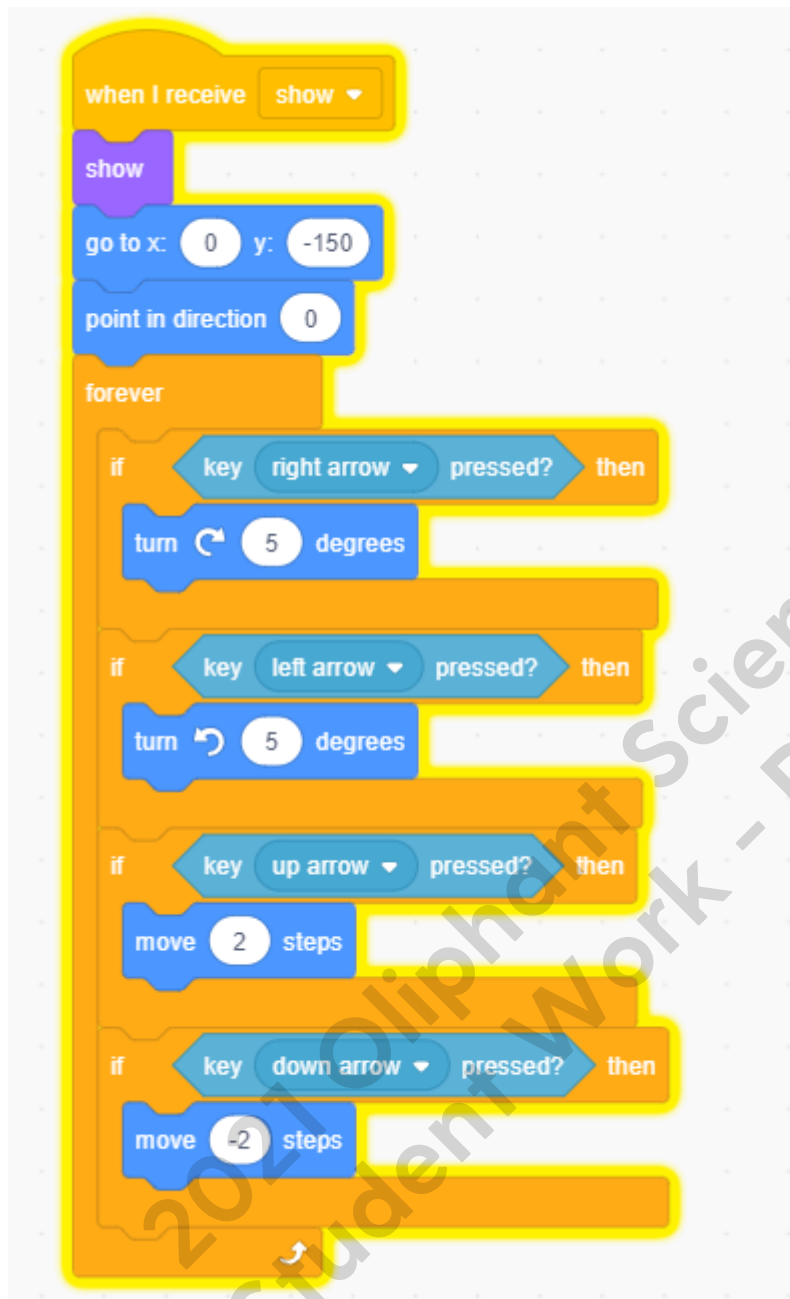 when I receive show
show
go to x: 0 y: -150
point in direction 0
forever
if key right arrow pressed? then
turn 5 degrees
if key left arrow pressed? then
turn 5 degrees
if key up arrow pressed? then
move 2 steps
if key down arrow pressed? then
move -2 steps
2021 Oliphant
Student Work -